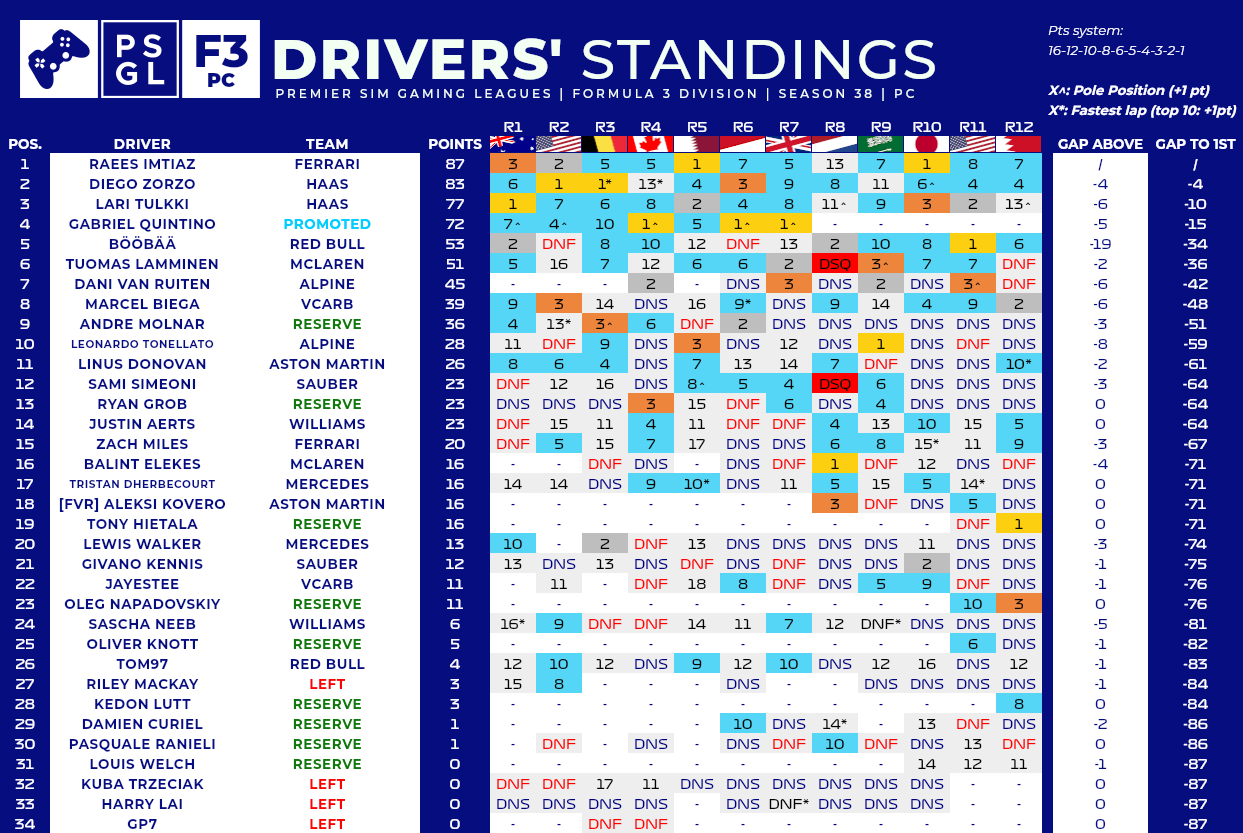 PS
GL
F3
PC
DRIVERS' STANDINGS
PREMIER SIM GAMING LEAGUES | FORMULA 3 DIVISION | SEASON 38 | PC
Pts system:
16-12-10-8-6-5-4-3-2-1
X^: Pole Position (+1 pt)
X*: Fastest lap (top 10: +1pt)
R1 R2 R3 R4 R5 R6 R7 R8 R9 R10 R11 R12
POS. DRIVER TEAM POINTS GAP ABOVE GAP TO 1ST
1 RAEES IMTIAZ FERRARI 87 3 2 5 5 1 7 5 13 7 1 8 7 / /
2 DIEGO ZORZO HAAS 83 6 1 1* 13* 4 3 9 8 11 6^ 4 4 -4 -4
3 LARI TULKKI HAAS 77 1 7 6 8 2 4 8 11^ 9 3 2 13^ -6 -10
4 GABRIEL QUINTINO PROMOTED 72 7^ 4^ 10 1^ 5 1^ 1^ - - - - - -5 -15
5 BÖÖBÄÄ RED BULL 53 2 DNF 8 10 12 DNF 13 2 10 8 1 6 -19 -34
6 TUOMAS LAMMINEN MCLAREN 51 5 16 7 12 6 6 2 DSQ 3^ 7 7 DNF -2 -36
7 DANI VAN RUITEN ALPINE 45 - - - 2 - DNF 3 DNS 2 DNS 3^ DNF -6 -42
8 MARCEL BIEGA VCARB 39 9 3 14 DNS 16 9* DNS 9 14 4 9 2 -6 -48
9 ANDRE MOLNAR RESERVE 36 4 13* 3^ 6 DNF 2 DNS DNS DNS DNS DNS DNS -3 -51
10 LEONARDO TONELLATO ALPINE 28 11 DNF 9 DNS 3 DNS 12 DNS 1 DNS DNF DNS -8 -59
11 LINUS DONOVAN ASTON MARTIN 26 8 6 4 DNS 7 13 14 7 DNF DNS DNS 10* -2 -61
12 SAMI SIMEONI SAUBER 23 DNF 12 16 DNS 8^ 5 4 DSQ 6 DNS DNS DNS -3 -64
13 RYAN GROB RESERVE 23 DNS DNS DNS 3 15 DNF 6 DNS 4 DNS DNS DNS 0 -64
14 JUSTIN AERTS WILLIAMS 23 DNF 15 11 4 11 DNF DNF 4 13 10 15 5 0 -64
15 ZACH MILES FERRARI 20 DNF 5 15 7 17 DNS DNS 6 8 15* 11 9 -3 -67
16 BALINT ELEKES MCLAREN 16 - - DNF DNS - DNS DNF 1 DNF 12 DNS DNF -4 -71
17 TRISTAN DHERBECOURT MERCEDES 16 14 14 DNS 9 10* DNS 11 5 15 5 14* DNS 0 -71
18 [FVR] ALEKSI KOVERO ASTON MARTIN 16 - - - - - - - 3 DNF DNS 5 DNS 0 -71
19 TONY HIETALA RESERVE 16 - - - - - - - - - - DNF 1 0 -71
20 LEWIS WALKER MERCEDES 13 10 - 2 DNF 13 DNS DNS DNS DNS 11 DNS DNS -3 -74
21 GIVANO KENNIS SAUBER 12 13 DNS 13 DNS DNF DNS DNF DNS DNS 2 DNS DNS -1 -75
22 JAYESTEE VCARB 11 - 11 - DNF 18 8 DNF DNS 5 9 DNF DNS -1 -76
23 OLEG NAPADOVSKIY RESERVE 11 - - - - - - - - - - 10 3 0 -76
24 SASCHA NEEB WILLIAMS 6 16* 9 DNF DNF 14 11 7 12 DNF* DNS DNS DNS -5 -81
25 OLIVER KNOTT RESERVE 5 - - - - - - - - - - 6 DNS -1 -82
26 TOM97 RED BULL 4 12 10 12 DNS 9 12 10 DNS 12 16 DNS 12 -1 -83
27 RILEY MACKAY LEFT 3 15 8 - - - DNS - - DNS DNS DNS DNS -1 -84
28 KEDON LUTT RESERVE 3 - - - - - - - - - - - 8 0 -84
29 DAMIEN CURIEL RESERVE 1 - - - - - 10 DNS 14* - 13 DNF DNS -2 -86
30 PASQUALE RANIELI RESERVE 1 - DNF - DNS - DNS DNF 10 DNF DNS 13 DNF 0 -86
31 LOUIS WELCH RESERVE 0 - - - - - - - - - 14 12 11 -1 -87
32 KUBA TRZECIAK LEFT 0 DNF DNF 17 11 DNS DNS DNS DNS DNS DNS - - 0 -87
33 HARRY LAI LEFT 0 DNS DNS DNS DNS - DNS DNF* DNS DNS DNS - - 0 -87
34 GP7 LEFT 0 - - DNF DNF - - - - - - - - 0 -87